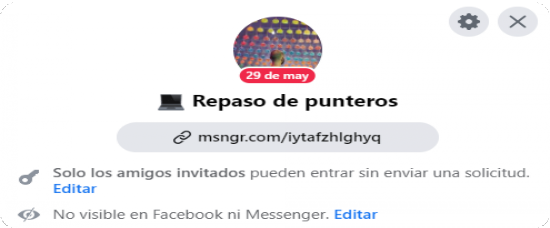 29 de may
Repaso de punteros
msngr.com/iytafzhlghyq
Solo los amigos invitados pueden entrar sin enviar una solicitud.
Editar
No visible en Facebook ni Messenger. Editar